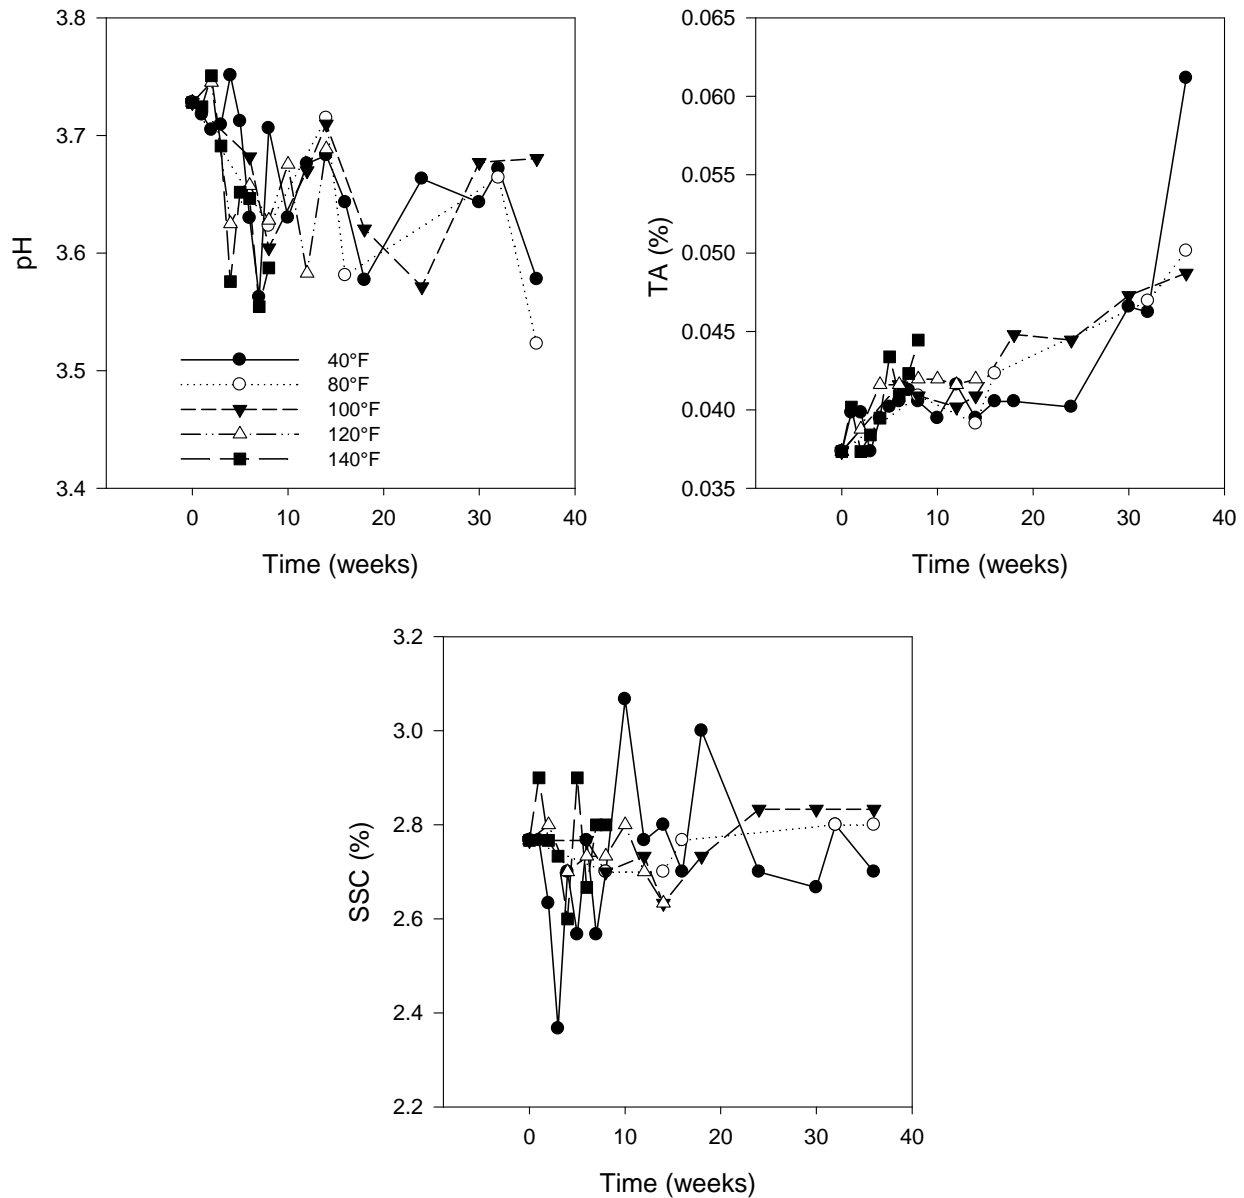 3.8
3.7
3.6
3.5
3.4
pH
40°F
80°F
100°F
120°F
140°F
0 10 20 30 40
Time (weeks)
0.065
0.060
0.055
0.050
0.045
0.040
0.035
TA (%)
0 10 20 30 40
Time (weeks)
3.2
3.0
2.8
2.6
2.4
2.2
SSC (%)
0 10 20 30 40
Time (weeks)